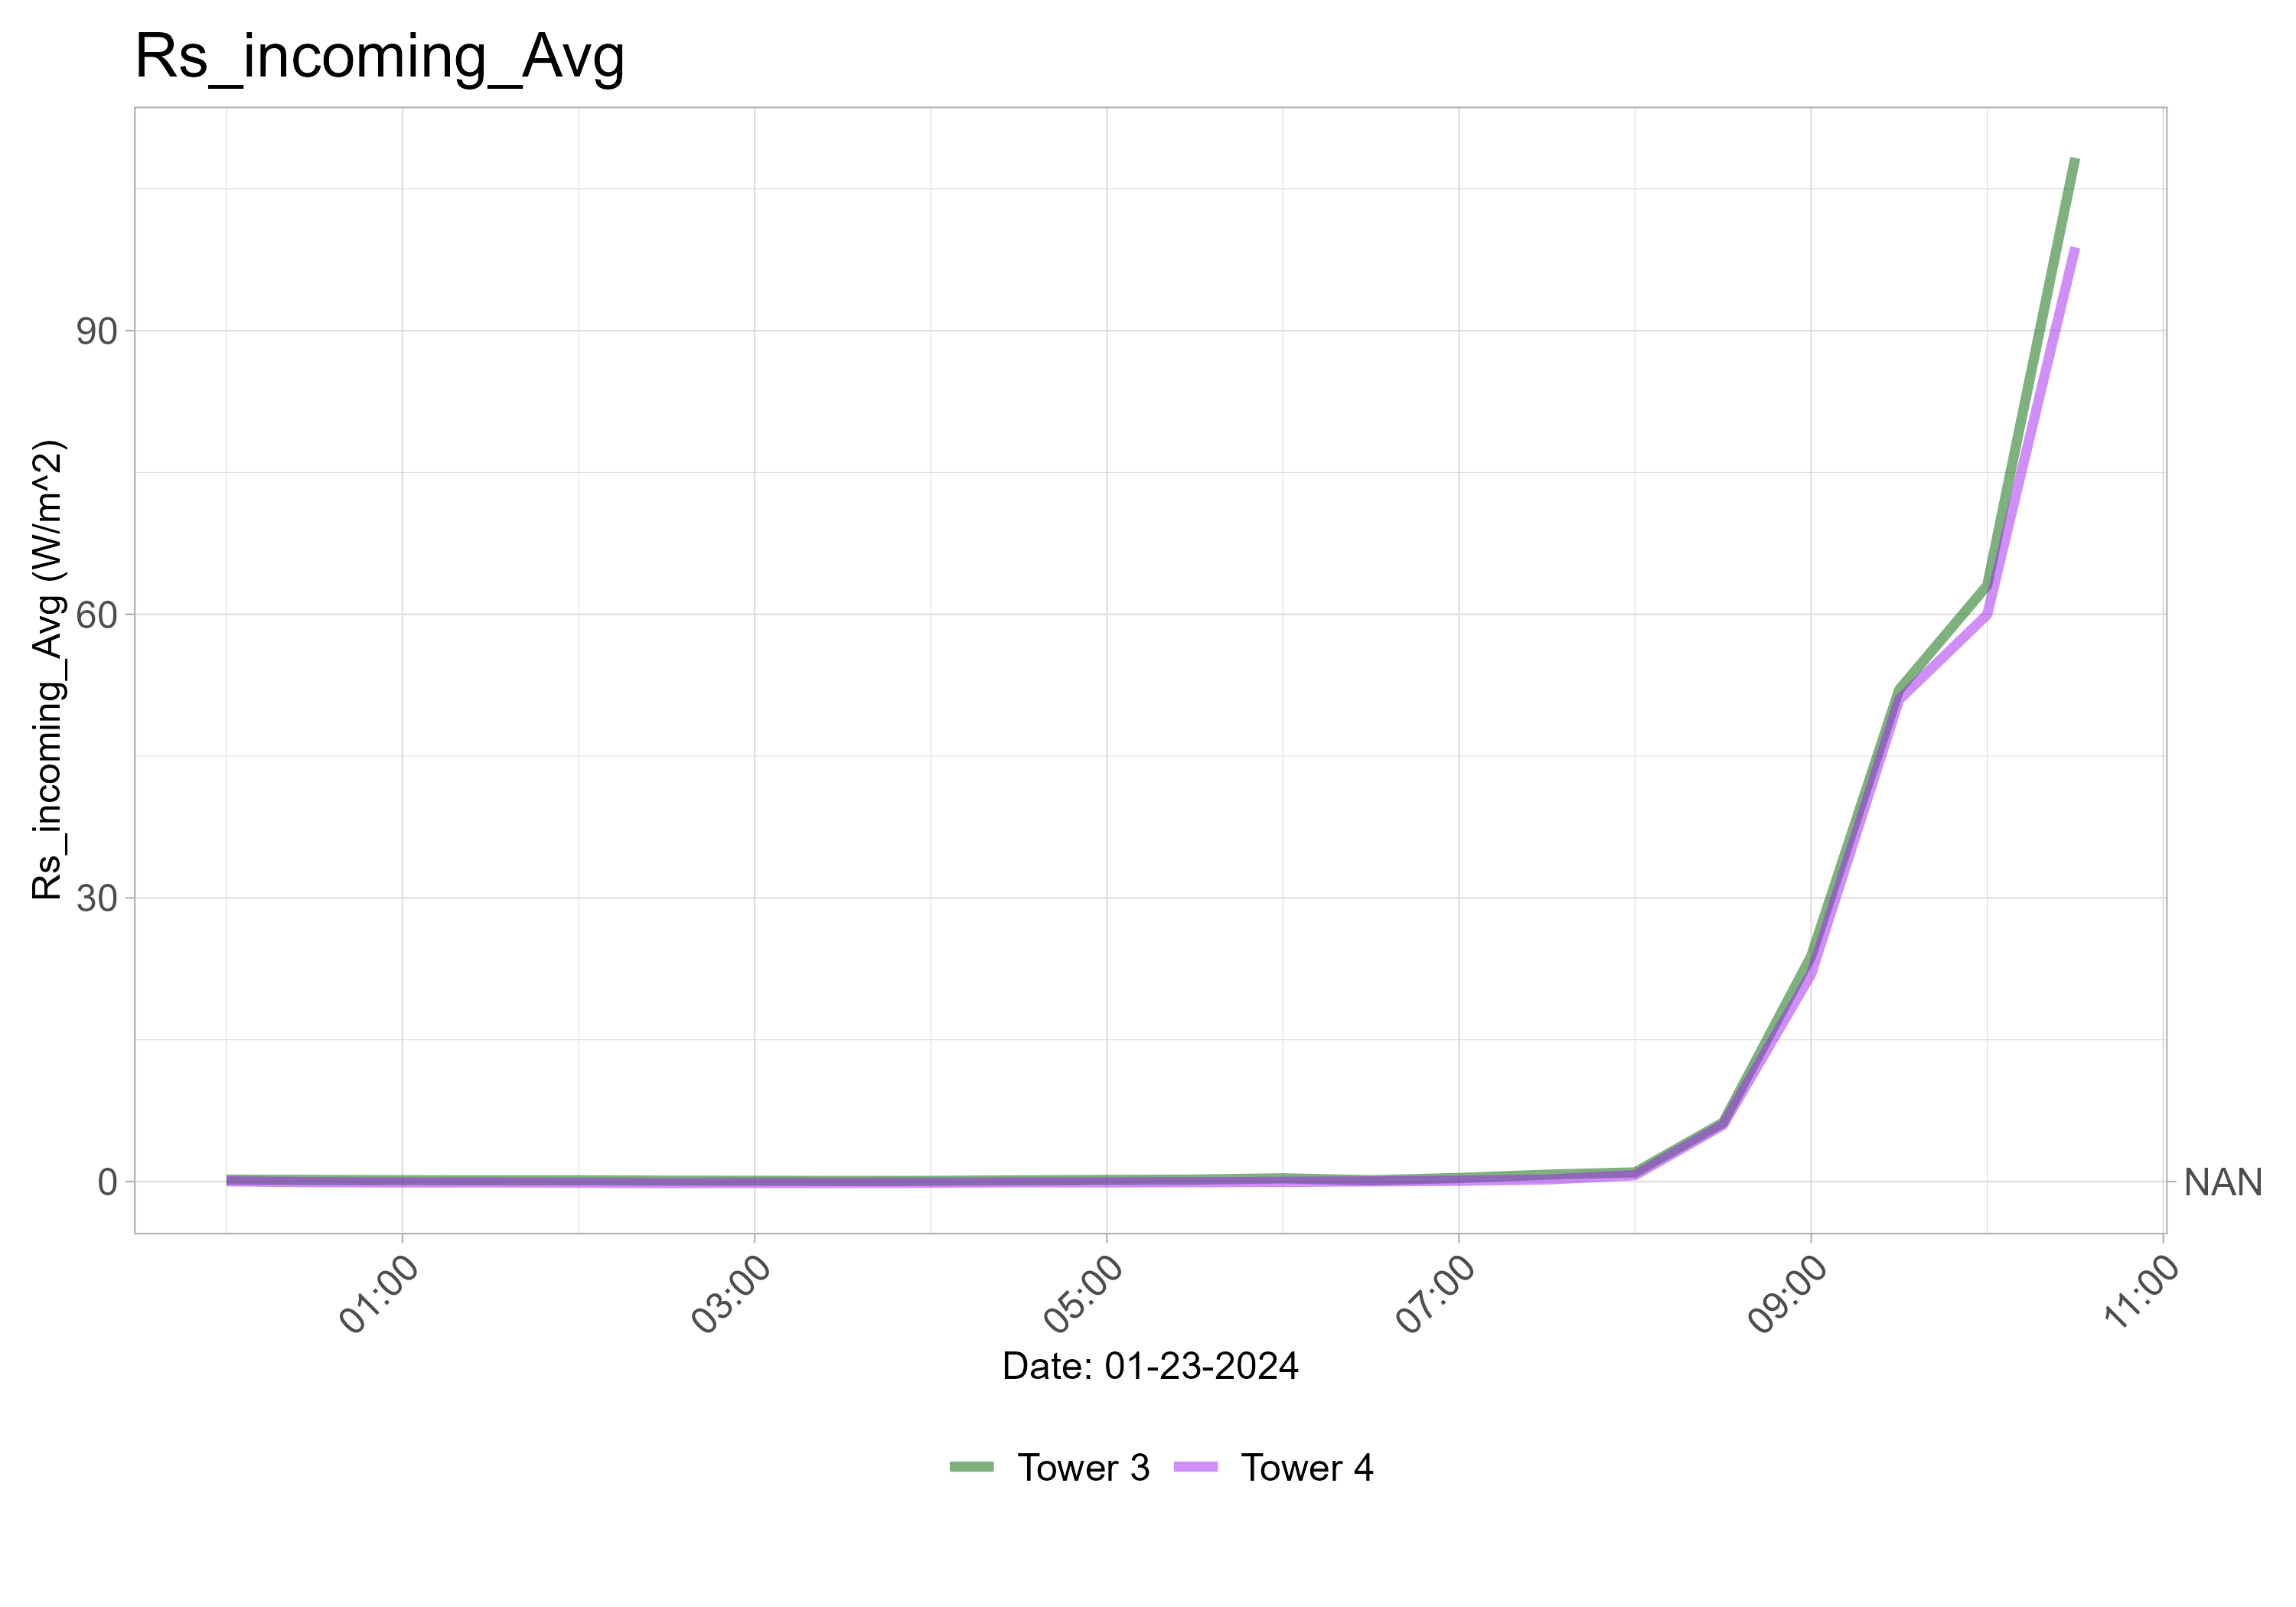 Rs_incoming_Avg
Rs_incoming_Avg (W/m^2)
90
60
30
0
NAN
01:00
03:00
05:00
07:00
09:00
11:00
Date: 01-23-2024
Tower 3
Tower 4